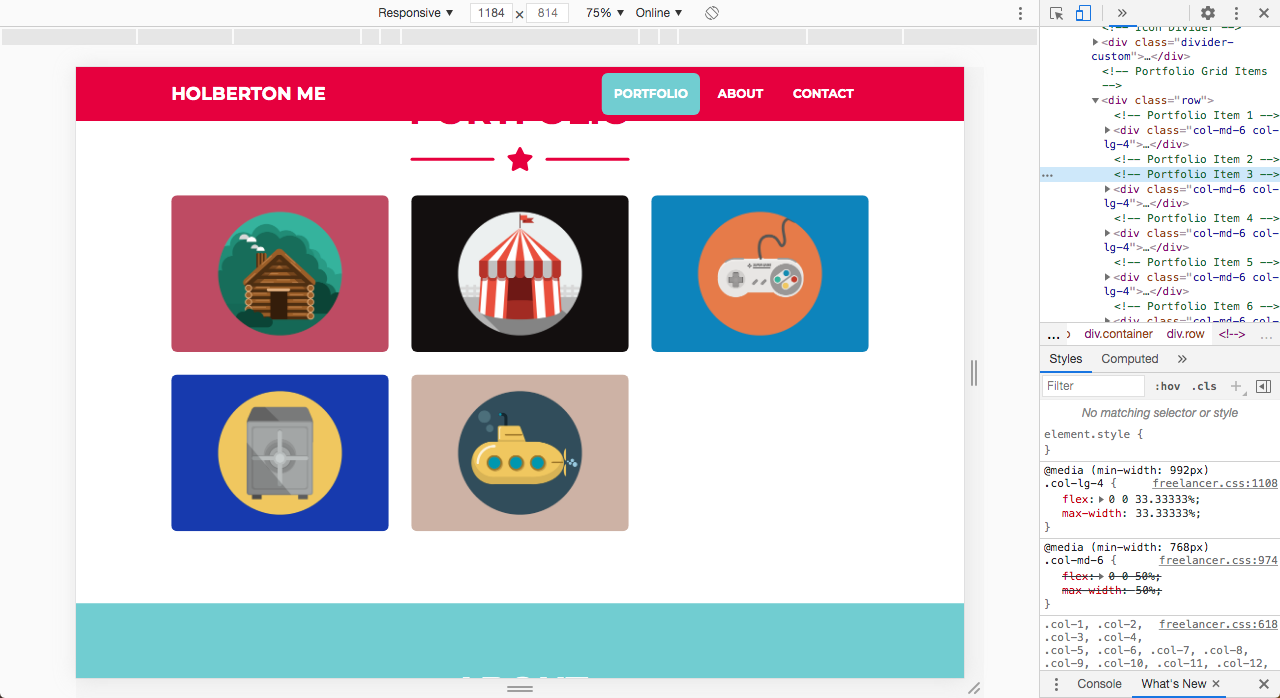 Responsive ▼ 1184 × 814 75% ▼ Online ▼
HOLBERTON ME
PORTFOLIO ABOUT CONTACT
PORTFOLIO
ABOUT
<!-- Icon Divider -->
▶<div class="divider-
custom">…</div>
<!-- Portfolio Grid Items
-->
▼<div class="row">
<!-- Portfolio Item 1 -->
▶<div class="col-md-6 col-
lg-4">…</div>
<!-- Portfolio Item 2 -->
<!-- Portfolio Item 3 -->
▶<div class="col-md-6 col-
lg-4">…</div>
<!-- Portfolio Item 4 -->
▶<div class="col-md-6 col-
lg-4">…</div>
<!-- Portfolio Item 5 -->
▶<div class="col-md-6 col-
lg-4">…</div>
<!-- Portfolio Item 6 -->
▶<div class="col-md-6 col-
… div.container div.row <!--> …
Styles Computed »
Filter :hov .cls +
No matching selector or style
element.style {
}
@media (min-width: 992px)
.col-lg-4 { freelancer.css:1108
flex: ▶ 0 0 33.33333%;
max-width: 33.33333%;
}
@media (min-width: 768px)
.col-md-6 { freelancer.css:974
flex: ▶ 0 0 50%;
max-width: 50%;
}
.col-1, .col-2, freelancer.css:618
.col-3, .col-4,
.col-5, .col-6, .col-7, .col-8,
.col-9, .col-10, .col-11, .col-12,
Console What's New ×